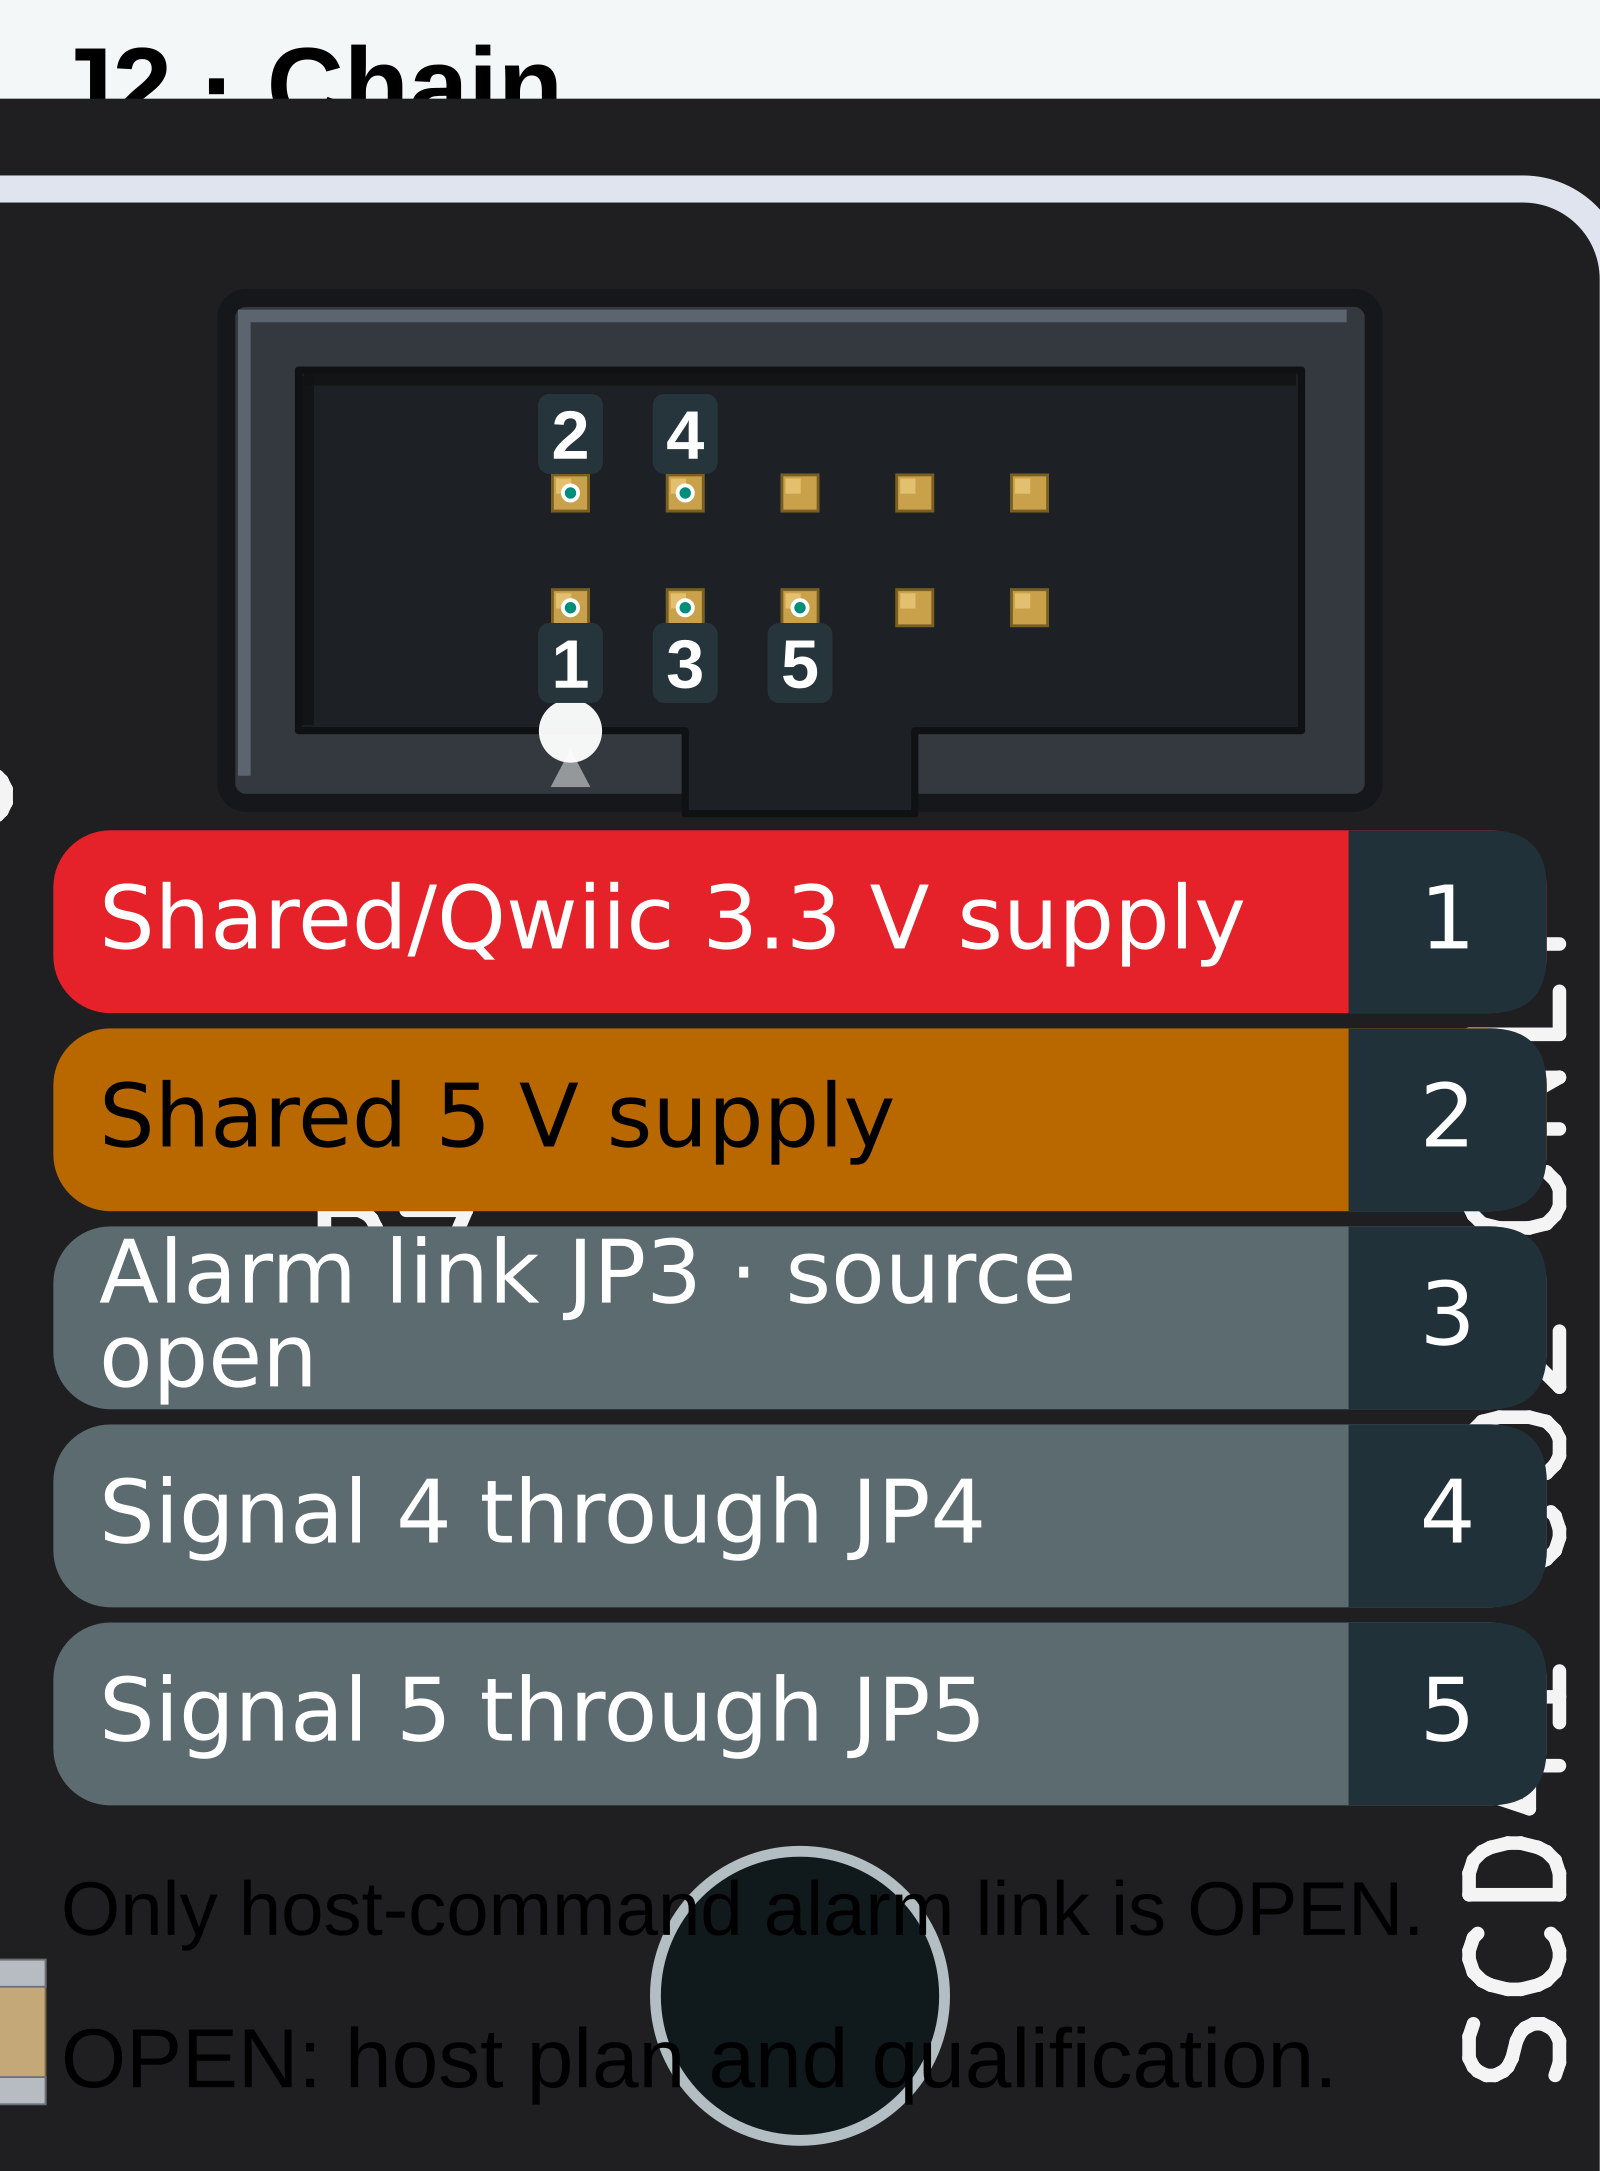 J2 · Chain
2 4
1 3 5
Shared/Qwiic 3.3 V supply 1
Shared 5 V supply 2
Alarm link JP3 · source
open 3
Signal 4 through JP4 4
Signal 5 through JP5 5
Only host-command alarm link is OPEN.
OPEN: host plan and qualification.